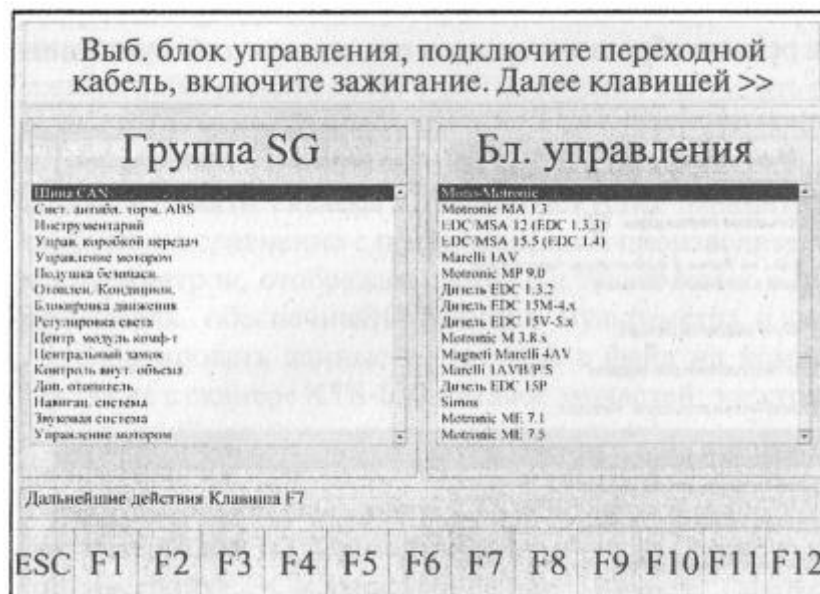 Выб. блок управления, подключите переходной
кабель, включите зажигание. Далее клавишей >>
Группа SG
Шина CAN
Сист. антибл. торм. ABS
Инструментарий
Управ. коробкой передач
Управление мотором
Подушка безопасн.
Отоплен./Кондицион.
Блокировка движения
Регулировка света
Центр. модуль комф-т
Центральный замок
Контроль внут. объема
Доп. отопитель
Навигац. система
Звуковая система
Управление мотором
Бл. управления
Mono-Motronic
Motronic MA 1.3
EDC/MSA 12 (EDC 1.3.3)
EDC/MSA 15.5 (EDC 1.4)
Marelli 1AV
Motronic MP 9.0
Дизель EDC 1.3.2
Дизель EDC 15M-4.x
Дизель EDC 15V-5.x
Motronic M 3.8.x
Magneti Marelli 4AV
Marelli 1AVB/P.S
Дизель EDC 15P
Simos
Motronic ME 7.1
Motronic ME 7.5
Дальнейшие действия Клавиша F7
ESC F1 F2 F3 F4 F5 F6 F7 F8 F9 F10 F11 F12